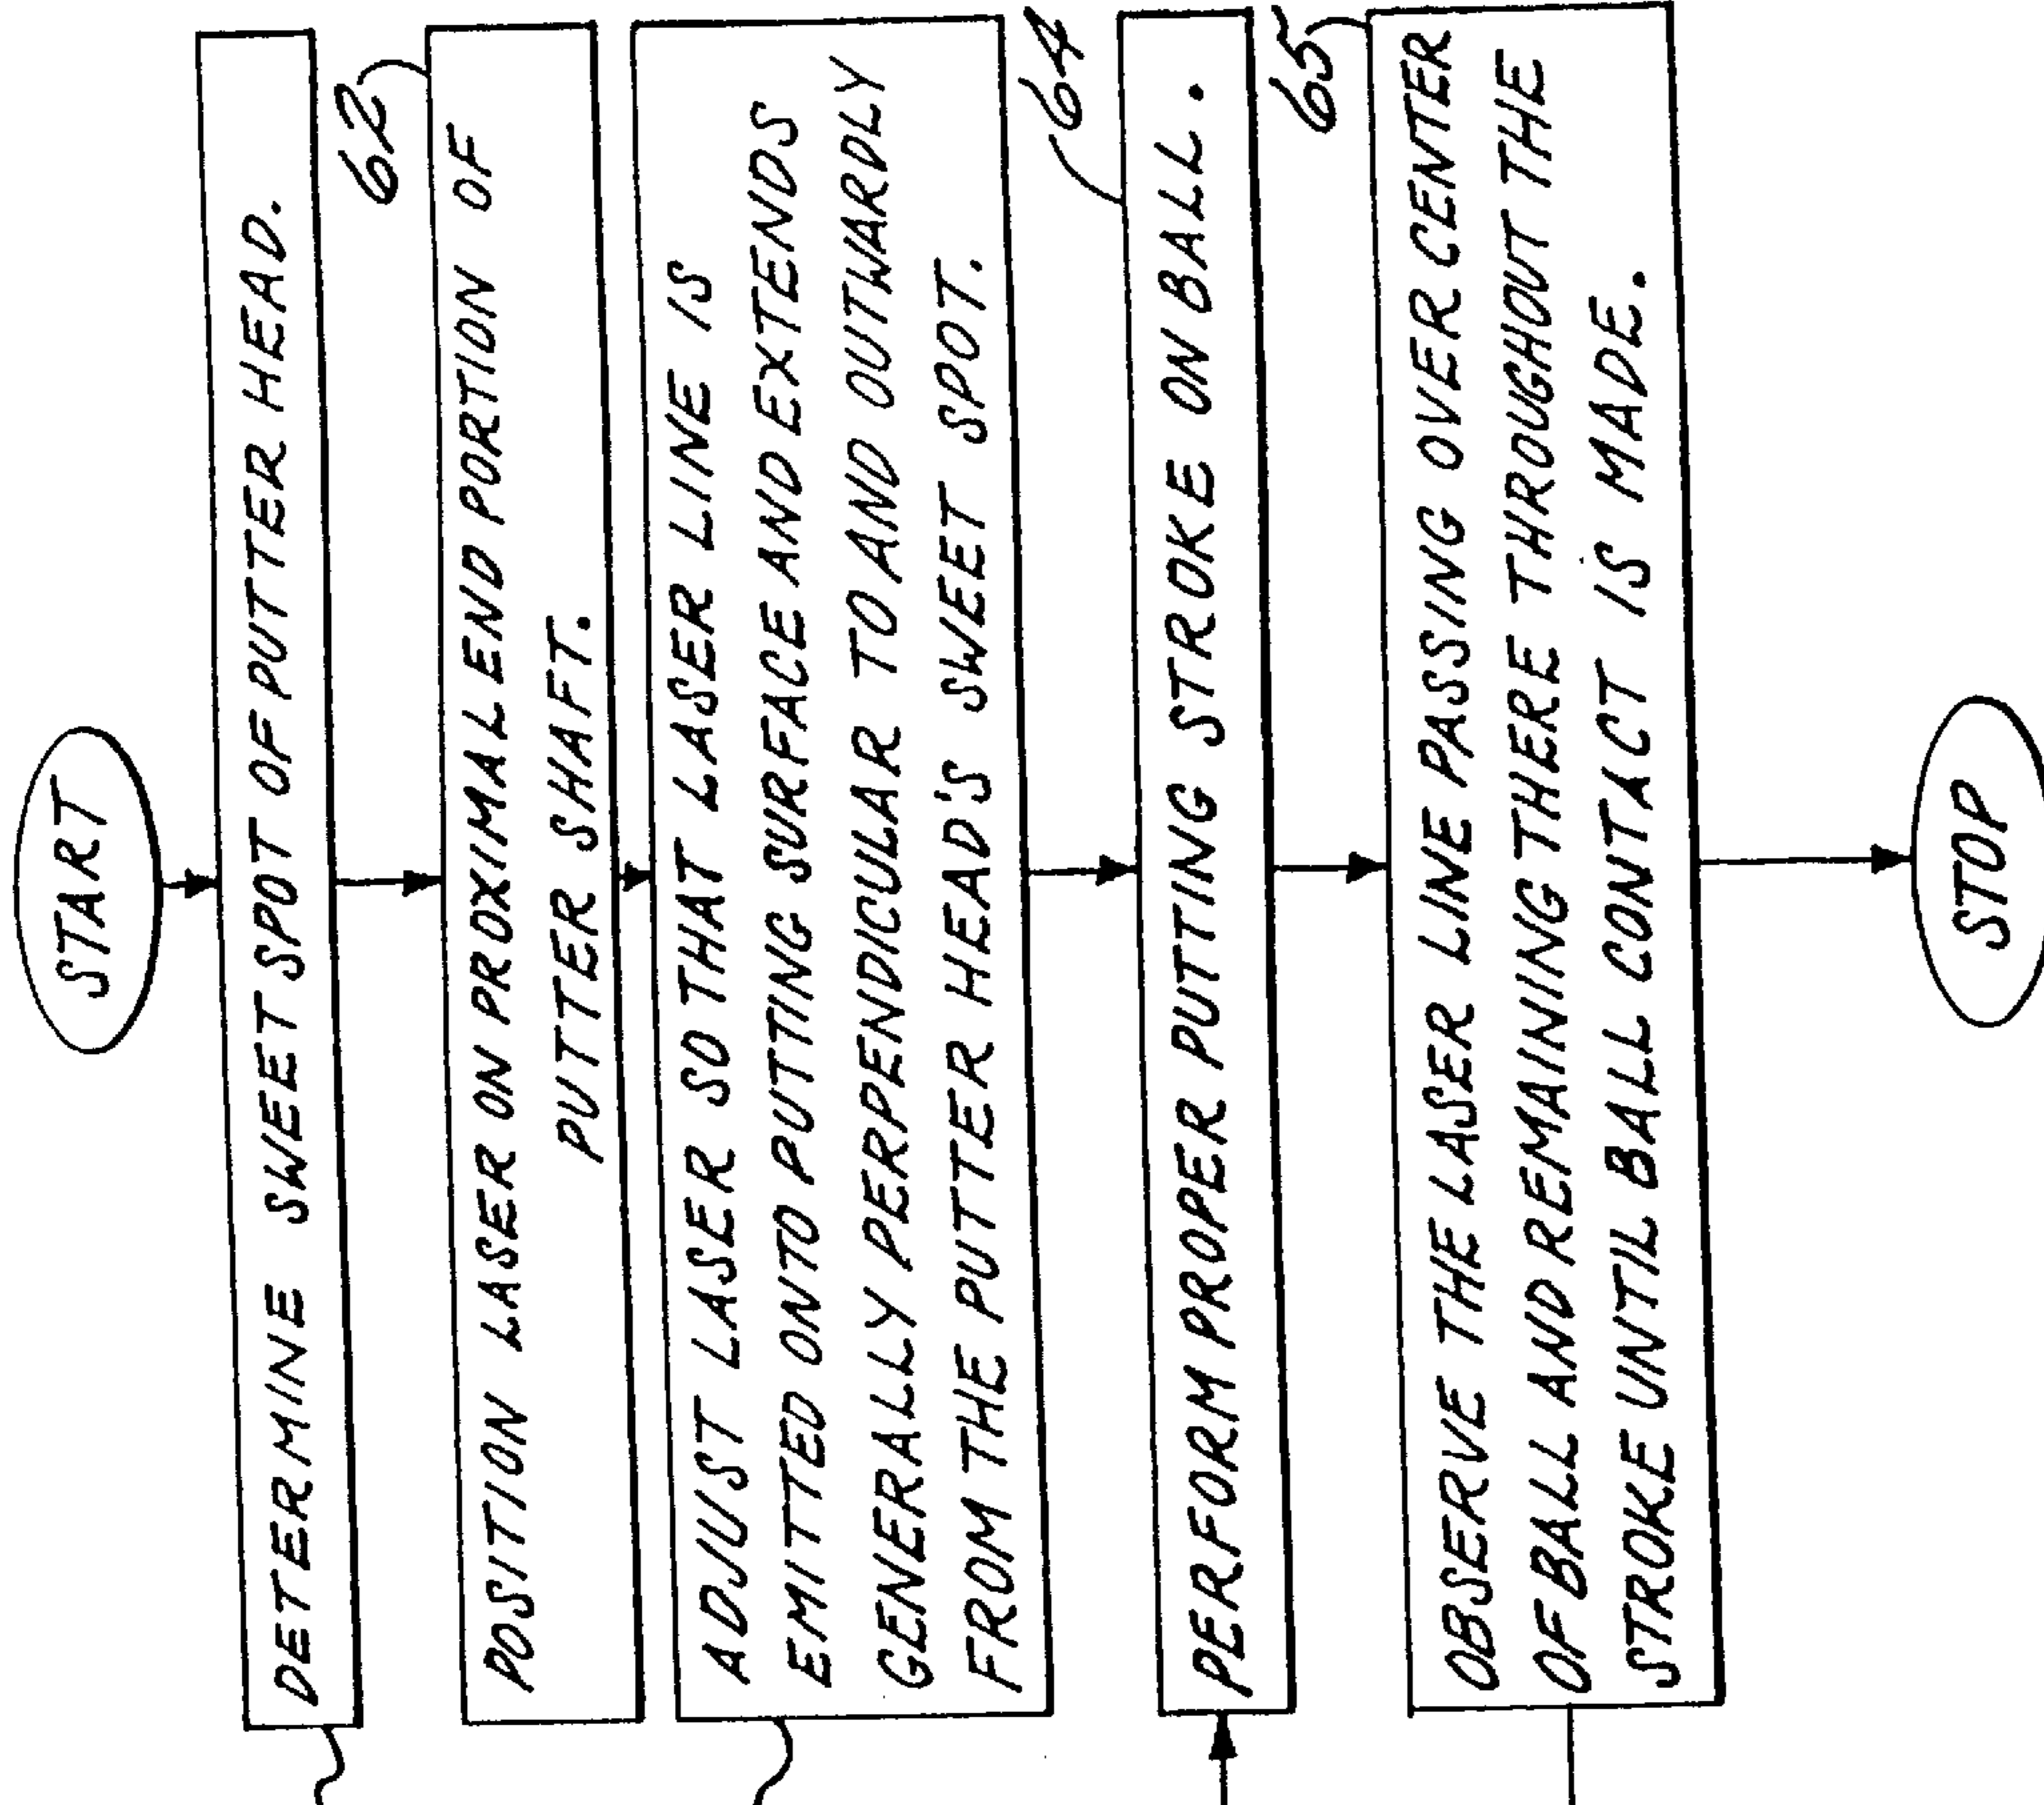 START
DETERMINE SWEET SPOT OF PUTTER HEAD.
62
POSITION LASER ON PROXIMAL END PORTION OF
PUTTER SHAFT.
ADJUST LASER SO THAT LASER LINE IS
EMITTED ONTO PUTTING SURFACE AND EXTENDS
GENERALLY PERPENDICULAR TO AND OUTWARDLY
FROM THE PUTTER HEAD'S SWEET SPOT.
64
PERFORM PROPER PUTTING STROKE ON BALL.
65
OBSERVE THE LASER LINE PASSING OVER CENTER
OF BALL AND REMAINING THERE THROUGHOUT THE
STROKE UNTIL BALL CONTACT IS MADE.
STOP